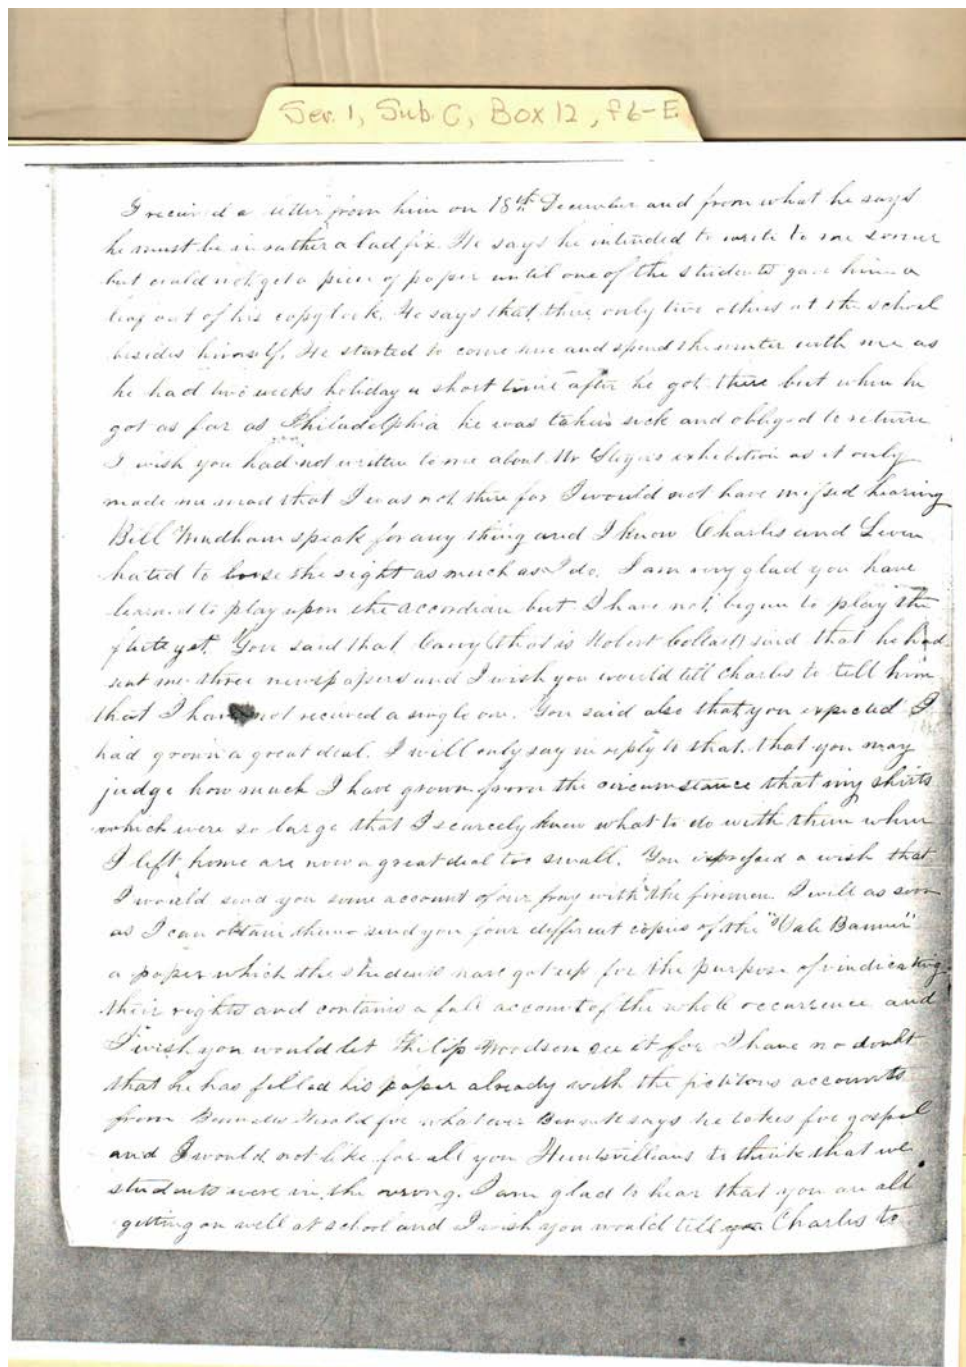 Ser. 1, Sub C, Box 12, f6-E
I recieved a letter from him on 18th December and from what he says
he must be in rather a bad fix. He says he intended to write to me sooner
but could not get a piece of paper until one of the students gave him a
leaf out of his copy book. He says that there only two others at the school
besides himself. He started to come here and spend the winter with me as
he had two weeks holiday a short time after he got there but when he
got as far as Philadelphia he was taken sick and obliged to return
I wish you had not written to me about Mr exhibition as it only
made me mad that I was not there for I would not have missed hearing
Bill speak for any thing and I know Charles and Leven
hated to loose the sight as much as I do. I am very glad you have
learned to play upon the accordean but I have not begun to play the
flute yet. You said that (that is Robert ) said that he had
sent me three newspapers and I wish you would tell Charles to tell him
that I have not recieved a single one. You said also that you expected I
had grown a great deal. I will only say in reply to that, that you may
judge how much I have grown from the circumstance that my shirts
which were so large that I scarcely knew what to do with them when
I left home are now a great deal too small. You expressed a wish that
I would send you some account of our fray with the firemen. I will as soon
as I can obtain them send you four different copies of the "Yale Banner"
a paper which the students have got up for the purpose of vindicating
their rights and contains a full account of the whole occurrence and
I wish you would let Philip Woodson see it for I have no doubt
that he has filled his paper already with the fictitous accounts
from Herald for whatever Bennett says he takes for gospel
and I would not like for all you Huntsvillians to think that we
students were in the wrong. I am glad to hear that you are all
getting on well at school and I wish you would tell you Charles to